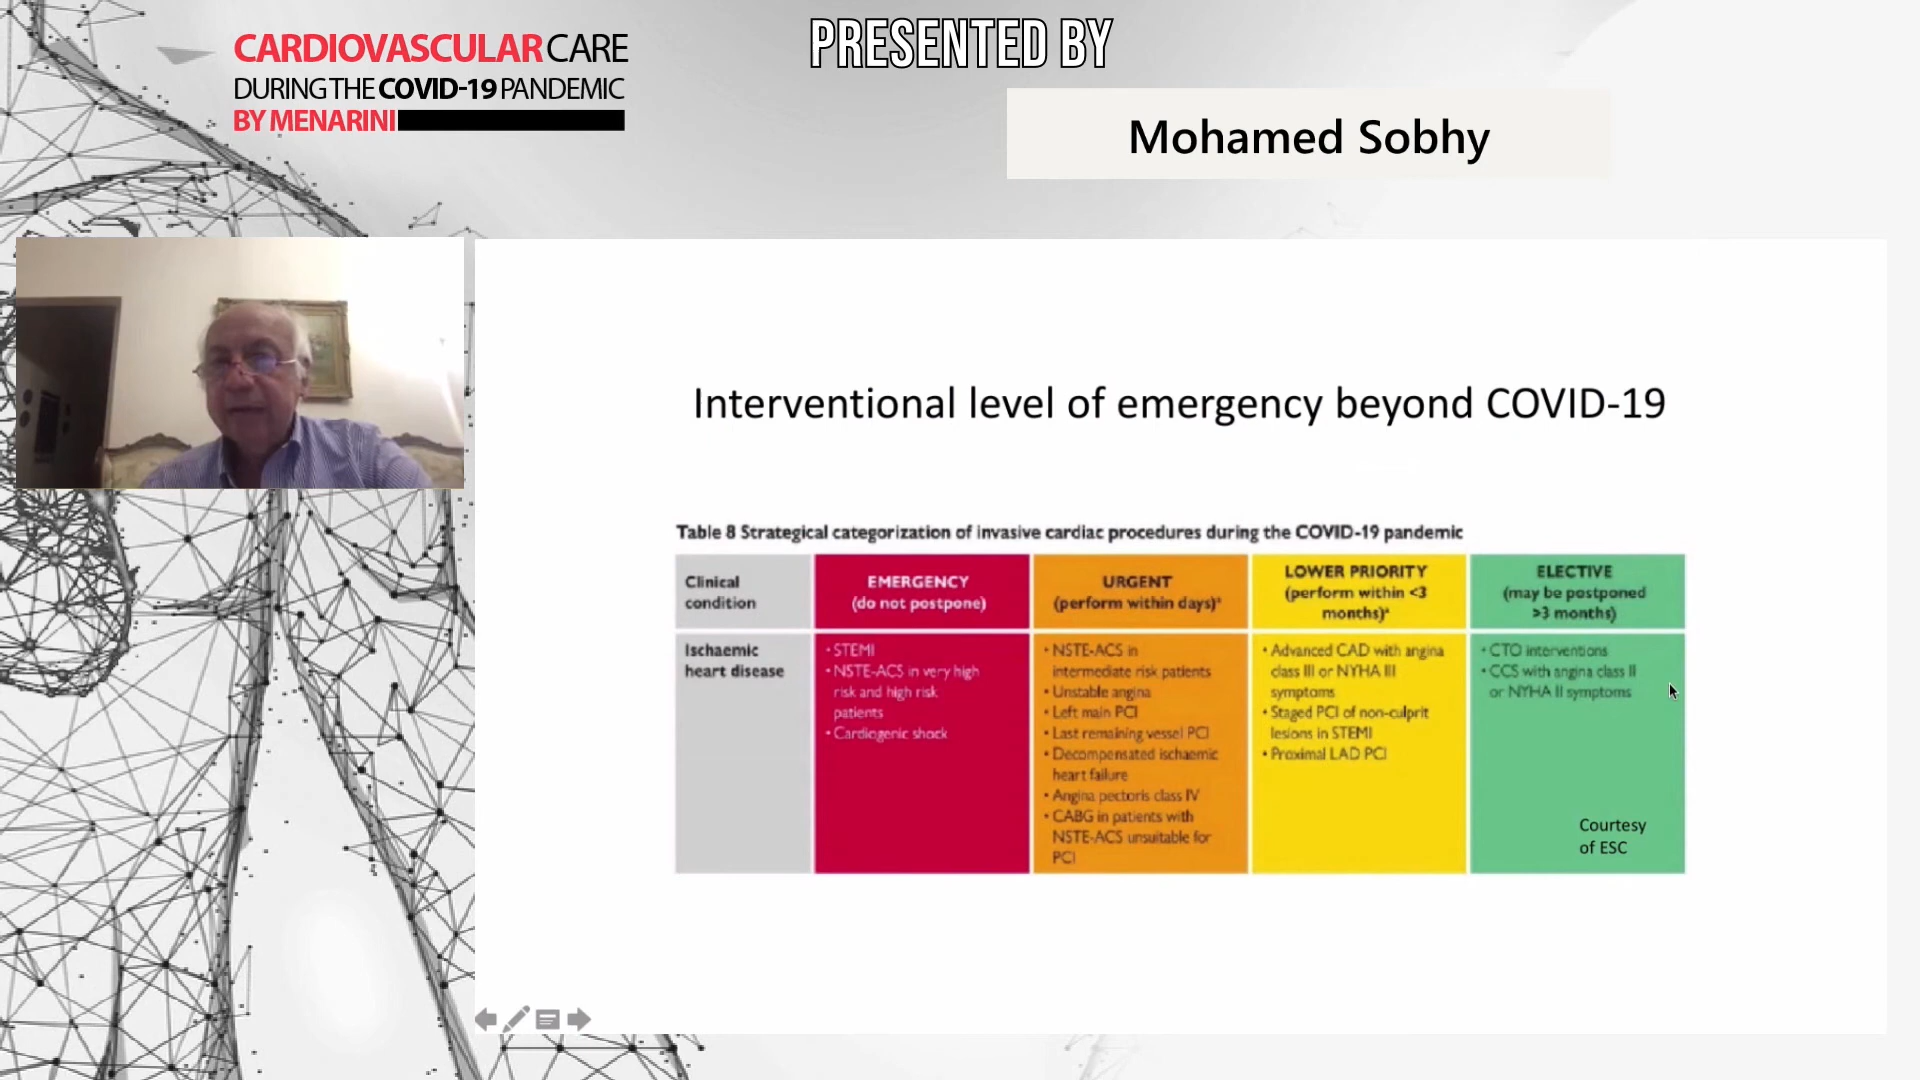 CARDIOVASCULAR CARE
DURING THE COVID-19 PANDEMIC
BY MENARINI
PRESENTED BY
Mohamed Sobhy
Interventional level of emergency beyond COVID-19
Table 8 Strategical categorization of invasive cardiac procedures during the COVID-19 pandemic
Clinical
condition
EMERGENCY
(do not postpone)
URGENT
(perform within days)ᵃ
LOWER PRIORITY
(perform within <3
months)ᵃ
ELECTIVE
(may be postponed
>3 months)
Ischaemic
heart disease
• STEMI
• NSTE-ACS in very high
risk and high risk
patients
• Cardiogenic shock
• NSTE-ACS in
intermediate risk patients
• Unstable angina
• Left main PCI
• Last remaining vessel PCI
• Decompensated ischaemic
heart failure
• Angina pectoris class IV
• CABG in patients with
NSTE-ACS unsuitable for
PCI
• Advanced CAD with angina
class III or NYHA III
symptoms
• Staged PCI of non-culprit
lesions in STEMI
• Proximal LAD PCI
• CTO interventions
• CCS with angina class II
or NYHA II symptoms
Courtesy
of ESC